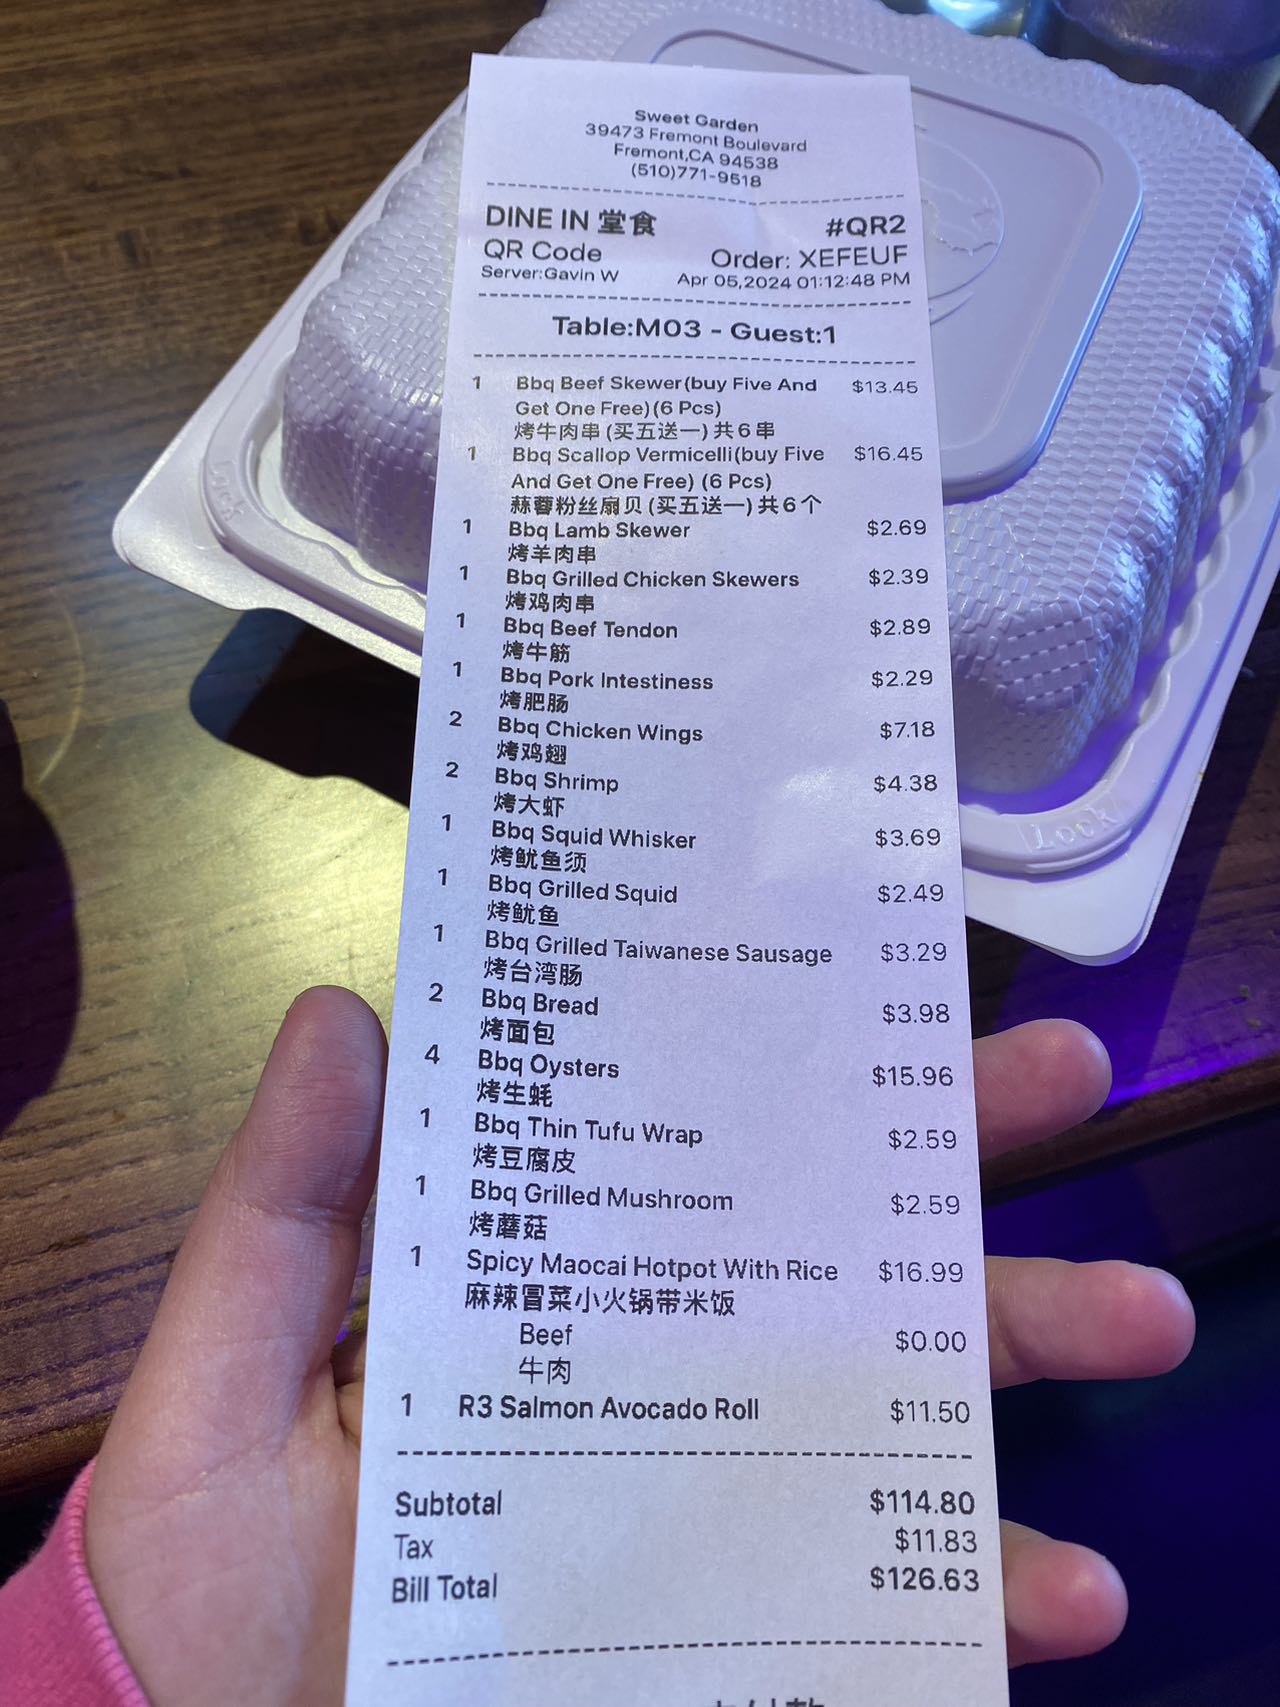 Sweet Garden
39473 Fremont Boulevard
Fremont,CA 94538
(510)771-9618
DINE IN 堂食 #QR2
QR Code Order: XEFEUF
Server:Gavin W Apr 05,2024 01:12:48 PM
Table:M03 - Guest:1
1 Bbq Beef Skewer(buy Five And $13.45
Get One Free)(6 Pcs)
烤牛肉串(买五送一)共6串
1 Bbq Scallop Vermicelli(buy Five $16.45
And Get One Free) (6 Pcs)
蒜蓉粉丝扇贝(买五送一)共6个
1 Bbq Lamb Skewer $2.69
烤羊肉串
1 Bbq Grilled Chicken Skewers $2.39
烤鸡肉串
1 Bbq Beef Tendon $2.89
烤牛筋
1 Bbq Pork Intestiness $2.29
烤肥肠
2 Bbq Chicken Wings $7.18
烤鸡翅
2 Bbq Shrimp $4.38
烤大虾
1 Bbq Squid Whisker $3.69
烤鱿鱼须
1 Bbq Grilled Squid $2.49
烤鱿鱼
1 Bbq Grilled Taiwanese Sausage $3.29
烤台湾肠
2 Bbq Bread $3.98
烤面包
4 Bbq Oysters $15.96
烤生蚝
1 Bbq Thin Tufu Wrap $2.59
烤豆腐皮
1 Bbq Grilled Mushroom $2.59
烤蘑菇
1 Spicy Maocai Hotpot With Rice $16.99
麻辣冒菜小火锅带米饭
Beef $0.00
牛肉
1 R3 Salmon Avocado Roll $11.50
Subtotal $114.80
Tax $11.83
Bill Total $126.63
Lock
Lock